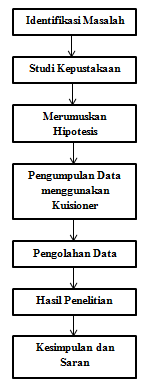 Identifikasi Masalah
Studi Kepustakaan
Merumuskan
Hipotesis
Pengumpulan Data
menggunakan
Kuisioner
Pengolahan Data
Hasil Penelitian
Kesimpulan dan
Saran